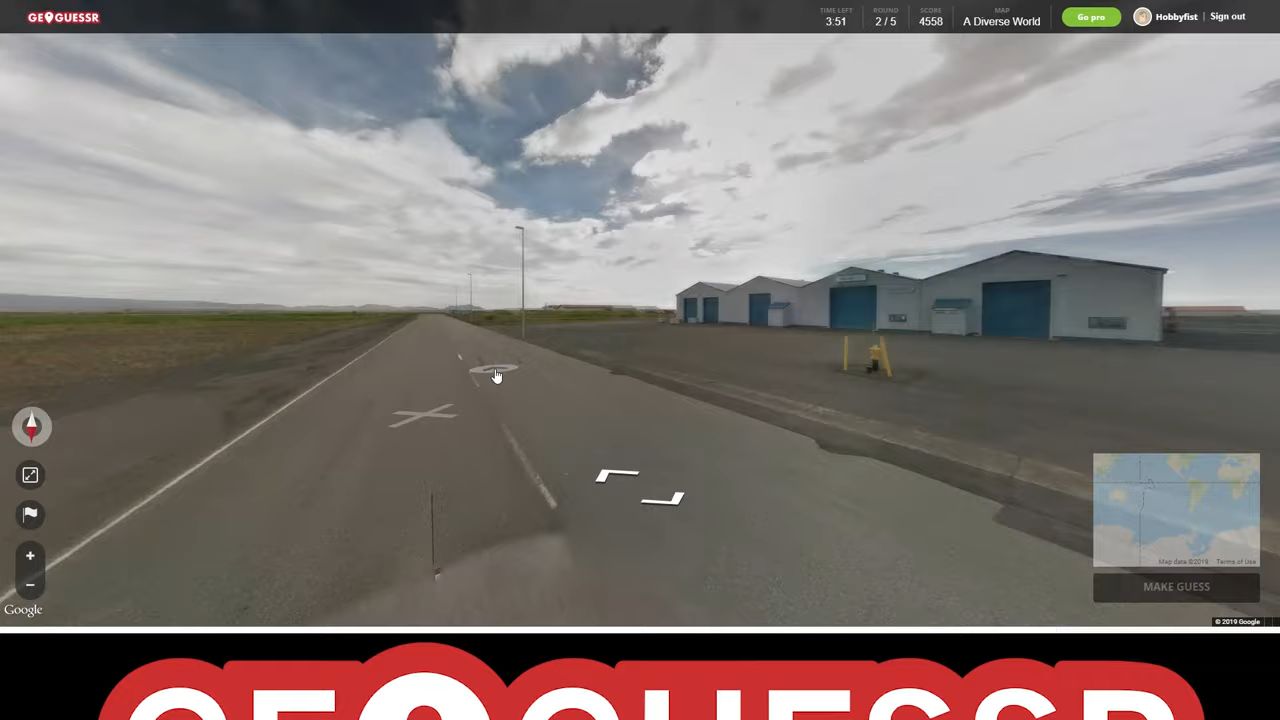 GEOGUESSR
TIME LEFT
3:51
ROUND
2 / 5
SCORE
4558
MAP
A Diverse World
Go pro
Hobbyfist
Sign out
+
−
Google
Map data ©2019 Terms of Use
MAKE GUESS
© 2019 Google
GEOGUESSR